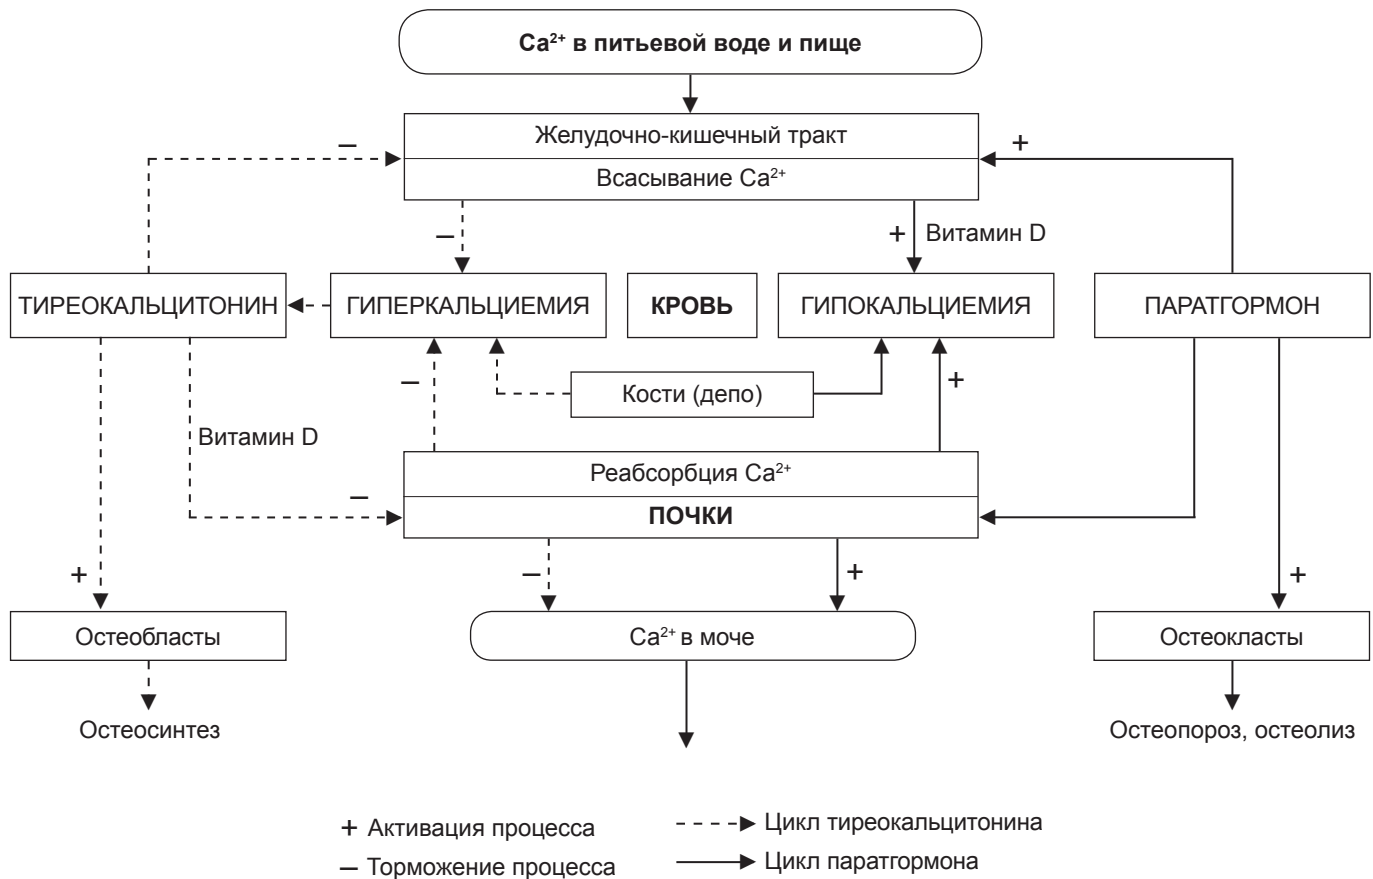 Ca²⁺ в питьевой воде и пище
Желудочно-кишечный тракт
Всасывание Ca²⁺
–
+
–
+ Витамин D
ТИРЕОКАЛЬЦИТОНИН
ГИПЕРКАЛЬЦИЕМИЯ
КРОВЬ
ГИПОКАЛЬЦИЕМИЯ
ПАРАТГОРМОН
–
Кости (депо)
+
Витамин D
Реабсорбция Ca²⁺
ПОЧКИ
–
+
–
+
+
Остеобласты
Ca²⁺ в моче
Остеокласты
Остеосинтез
Остеопороз, остеолиз
+ Активация процесса
– Торможение процесса
Цикл тиреокальцитонина
Цикл паратгормона